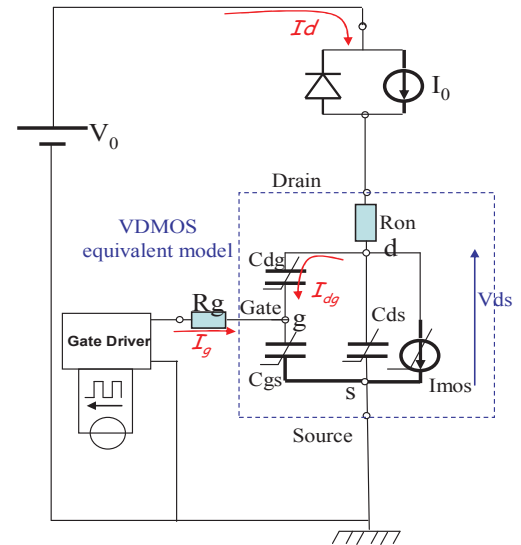 Id
I0
V0
Drain
VDMOS
equivalent model
Ron
d
Cdg
Idg
Vds
Rg
Gate
g
Cds
Gate Driver
Ig
Cgs
Imos
s
Source